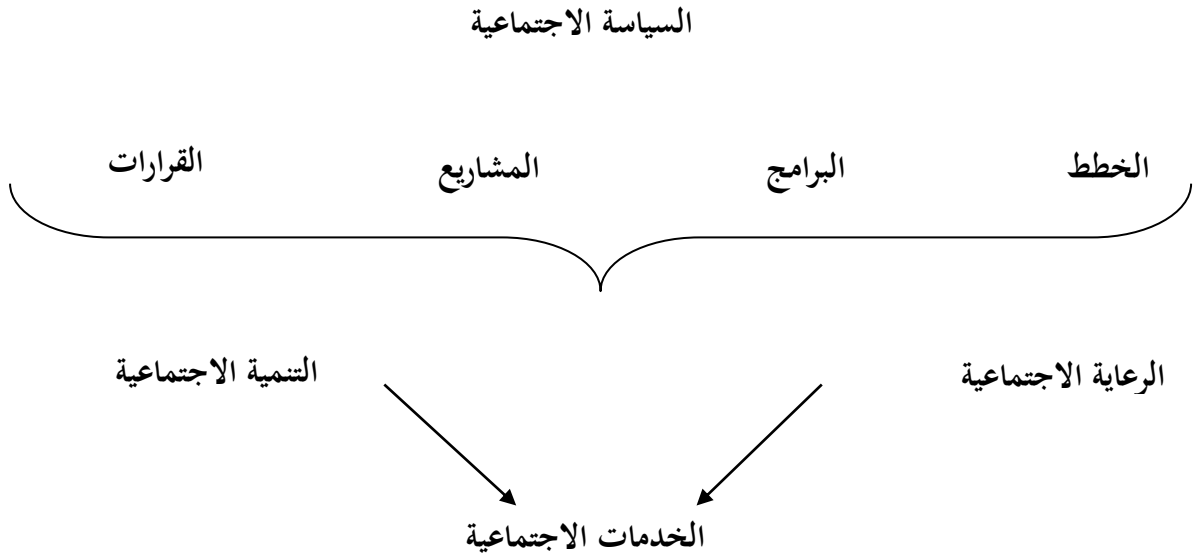 السياسة الاجتماعية
الخطط البرامج المشاريع القرارات
الرعاية الاجتماعية التنمية الاجتماعية
الخدمات الاجتماعية